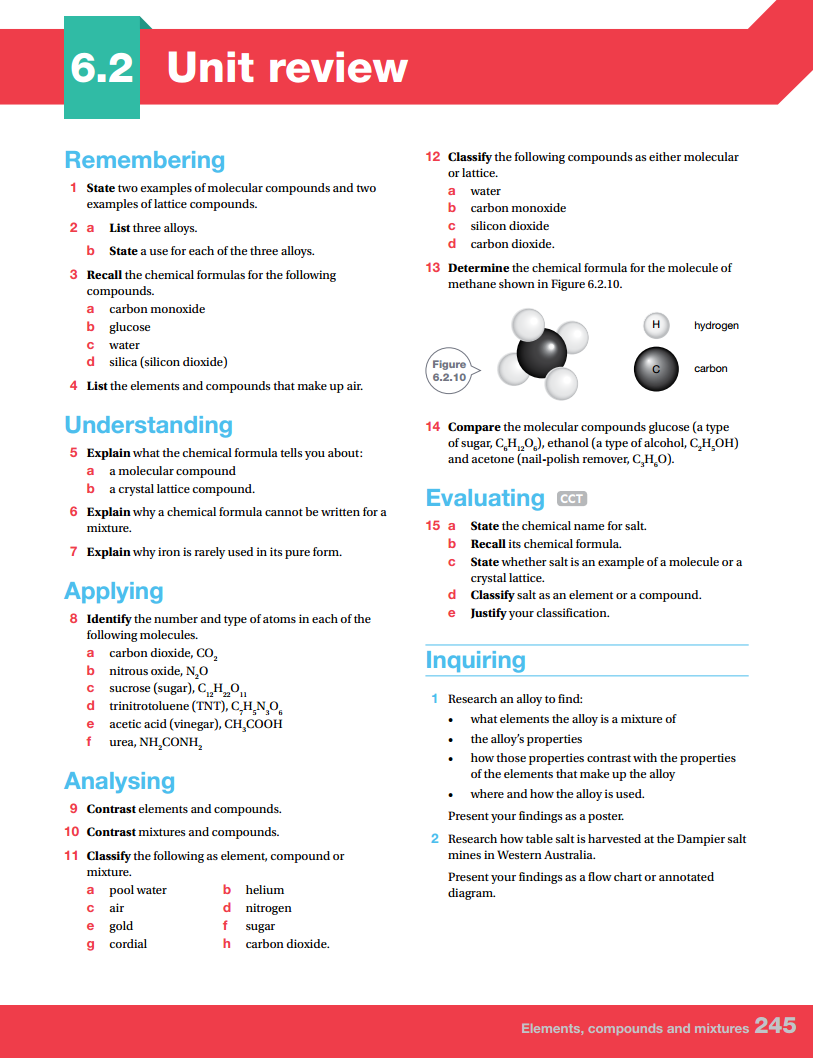 6.2 Unit review
Remembering
1 State two examples of molecular compounds and two
examples of lattice compounds.
2 a List three alloys.
b State a use for each of the three alloys.
3 Recall the chemical formulas for the following
compounds.
a carbon monoxide
b glucose
c water
d silica (silicon dioxide)
4 List the elements and compounds that make up air.
Understanding
5 Explain what the chemical formula tells you about:
a a molecular compound
b a crystal lattice compound.
6 Explain why a chemical formula cannot be written for a
mixture.
7 Explain why iron is rarely used in its pure form.
Applying
8 Identify the number and type of atoms in each of the
following molecules.
a carbon dioxide, CO₂
b nitrous oxide, N₂O
c sucrose (sugar), C₁₂H₂₂O₁₁
d trinitrotoluene (TNT), C₇H₅N₃O₆
e acetic acid (vinegar), CH₃COOH
f urea, NH₂CONH₂
Analysing
9 Contrast elements and compounds.
10 Contrast mixtures and compounds.
11 Classify the following as element, compound or
mixture.
a pool water b helium
c air d nitrogen
e gold f sugar
g cordial h carbon dioxide.
12 Classify the following compounds as either molecular
or lattice.
a water
b carbon monoxide
c silicon dioxide
d carbon dioxide.
13 Determine the chemical formula for the molecule of
methane shown in Figure 6.2.10.
H hydrogen
Figure
6.2.10
C carbon
14 Compare the molecular compounds glucose (a type
of sugar, C₆H₁₂O₆), ethanol (a type of alcohol, C₂H₅OH)
and acetone (nail-polish remover, C₃H₆O).
Evaluating CCT
15 a State the chemical name for salt.
b Recall its chemical formula.
c State whether salt is an example of a molecule or a
crystal lattice.
d Classify salt as an element or a compound.
e Justify your classification.
Inquiring
1 Research an alloy to find:
• what elements the alloy is a mixture of
• the alloy's properties
• how those properties contrast with the properties
of the elements that make up the alloy
• where and how the alloy is used.
Present your findings as a poster.
2 Research how table salt is harvested at the Dampier salt
mines in Western Australia.
Present your findings as a flow chart or annotated
diagram.
Elements, compounds and mixtures 245